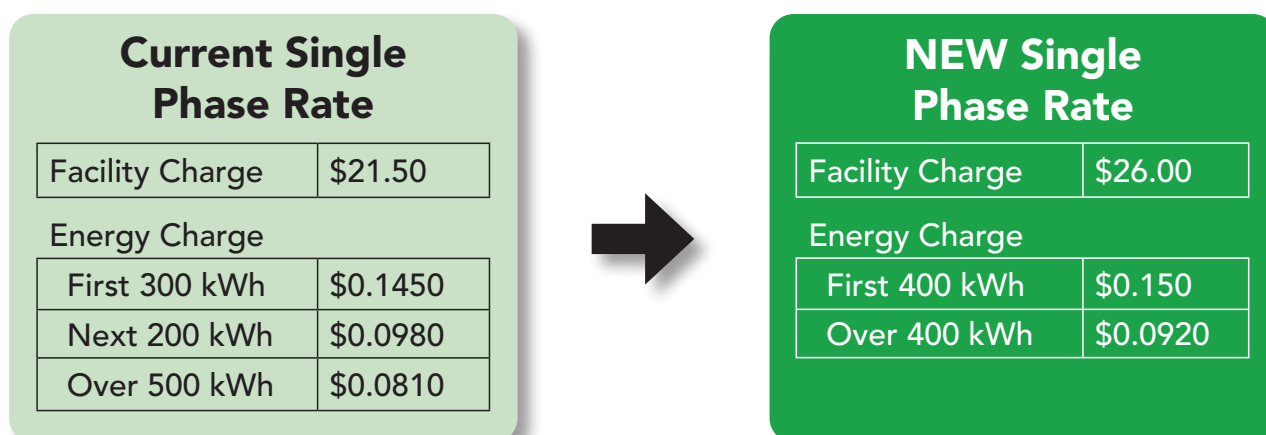 Current Single
Phase Rate
Facility Charge $21.50
Energy Charge
First 300 kWh $0.1450
Next 200 kWh $0.0980
Over 500 kWh $0.0810
NEW Single
Phase Rate
Facility Charge $26.00
Energy Charge
First 400 kWh $0.150
Over 400 kWh $0.0920